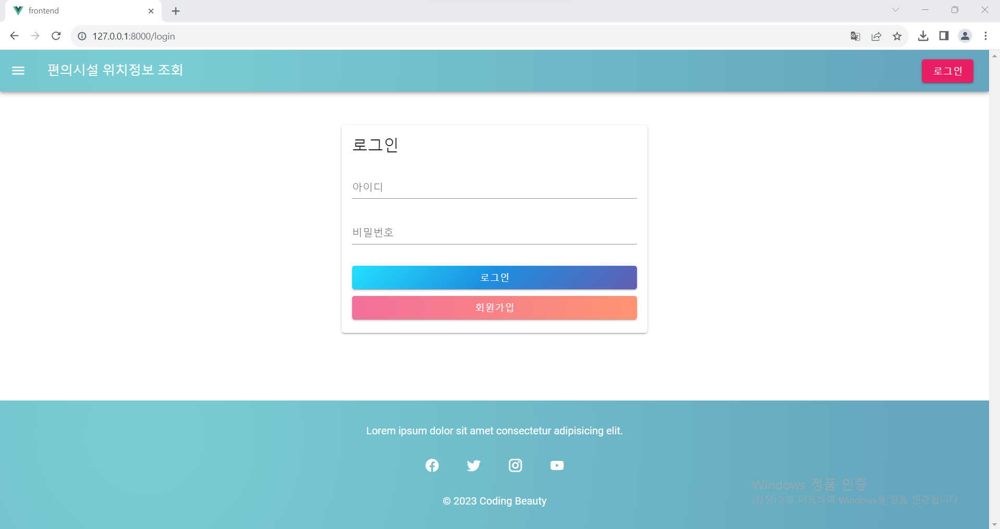 frontend
127.0.0.1:8000/login
편의시설 위치정보 조회
로그인
로그인
아이디
비밀번호
로그인
회원가입
Lorem ipsum dolor sit amet consectetur adipisicing elit.
© 2023 Coding Beauty
Windows 정품 인증
[설정]으로 이동하여 Windows를 정품 인증합니다.